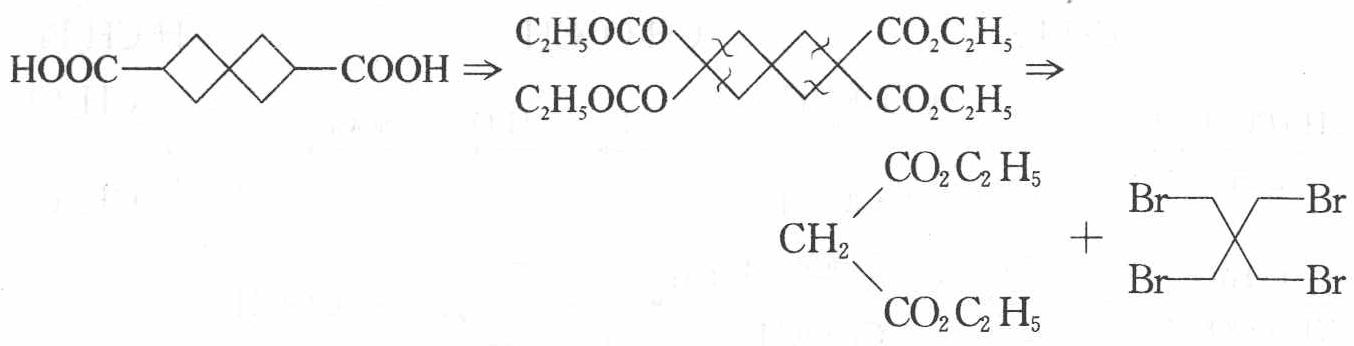 C₂H₅OCO CO₂C₂H₅
HOOC COOH ⇒ ⇒
C₂H₅OCO CO₂C₂H₅
CO₂C₂H₅
Br Br
CH₂ +
Br Br
CO₂C₂H₅